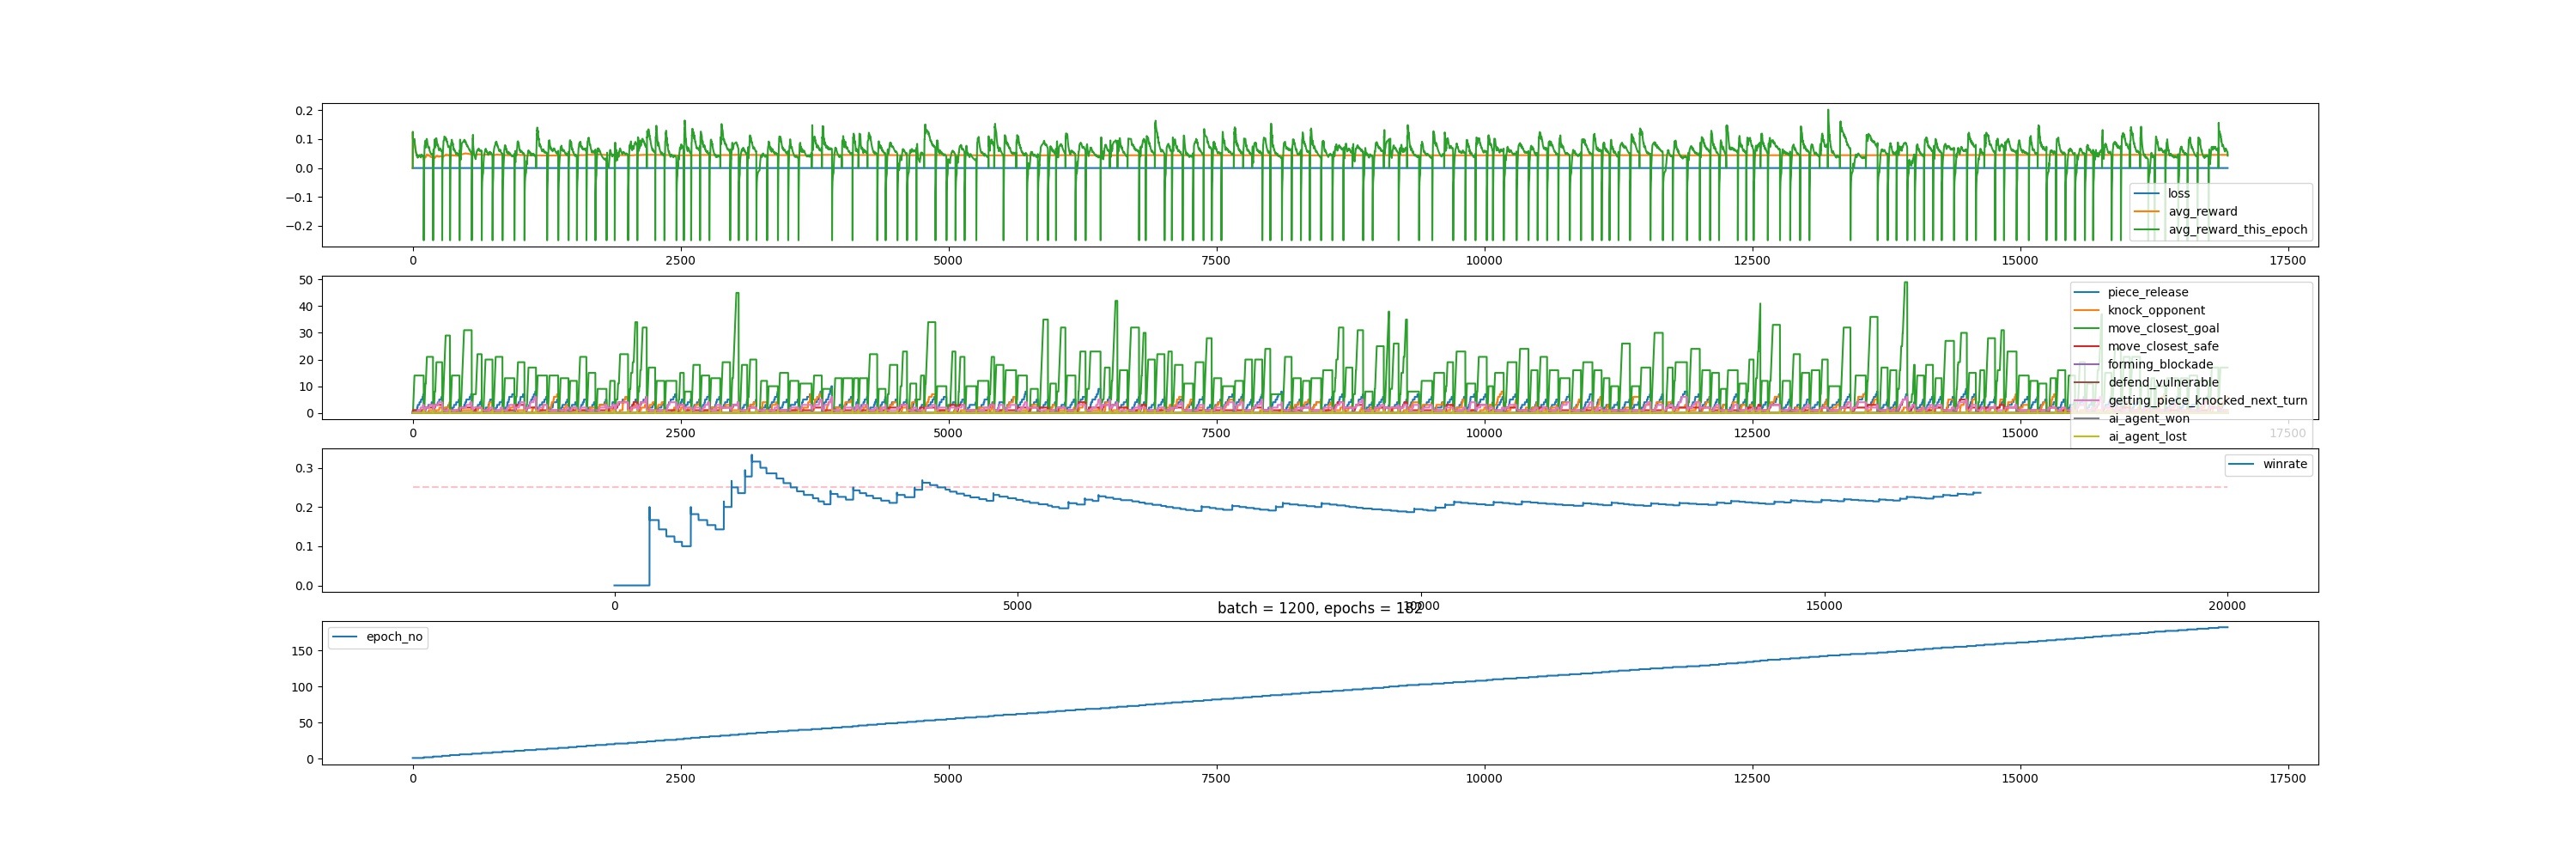 0.2
0.1
0.0
−0.1
−0.2
loss
avg_reward
avg_reward_this_epoch
0 2500 5000 7500 10000 12500 15000 17500
50
40
30
20
10
0
piece_release
knock_opponent
move_closest_goal
move_closest_safe
forming_blockade
defend_vulnerable
getting_piece_knocked_next_turn
ai_agent_won
ai_agent_lost
0 2500 5000 7500 10000 12500 15000 17500
0.3
0.2
0.1
0.0
winrate
0 5000 10000 15000 20000
batch = 1200, epochs = 182
epoch_no
150
100
50
0
0 2500 5000 7500 10000 12500 15000 17500